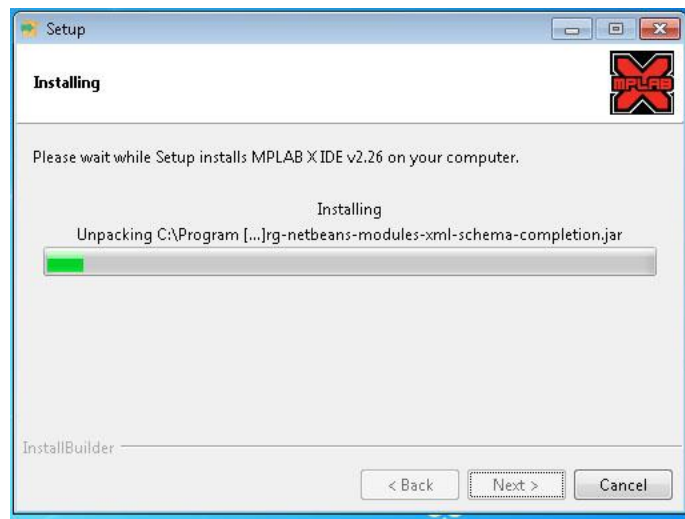 Setup
Installing
MPLAB
Please wait while Setup installs MPLAB X IDE v2.26 on your computer.
Installing
Unpacking C:\Program [...]rg-netbeans-modules-xml-schema-completion.jar
InstallBuilder
< Back Next > Cancel